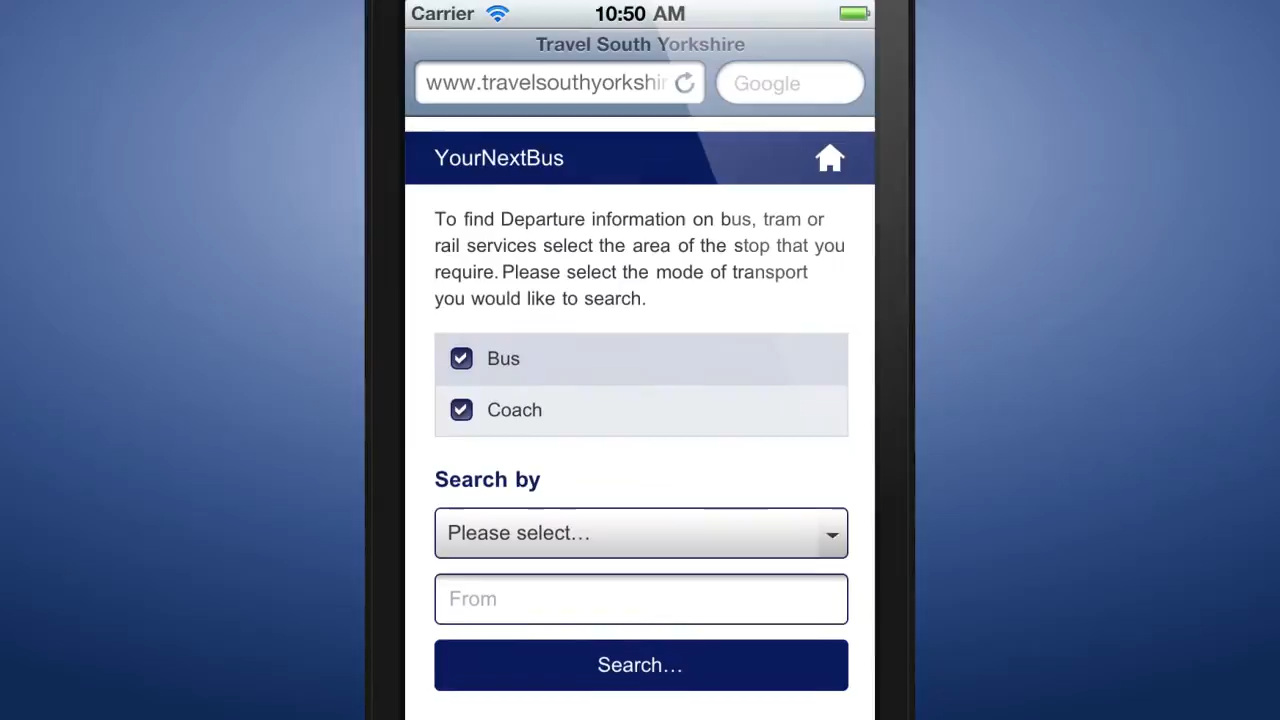 Carrier 10:50 AM
Travel South Yorkshire
www.travelsouthyorkshir Google
YourNextBus
To find Departure information on bus, tram or
rail services select the area of the stop that you
require. Please select the mode of transport
you would like to search.
Bus
Coach
Search by
Please select...
From
Search...